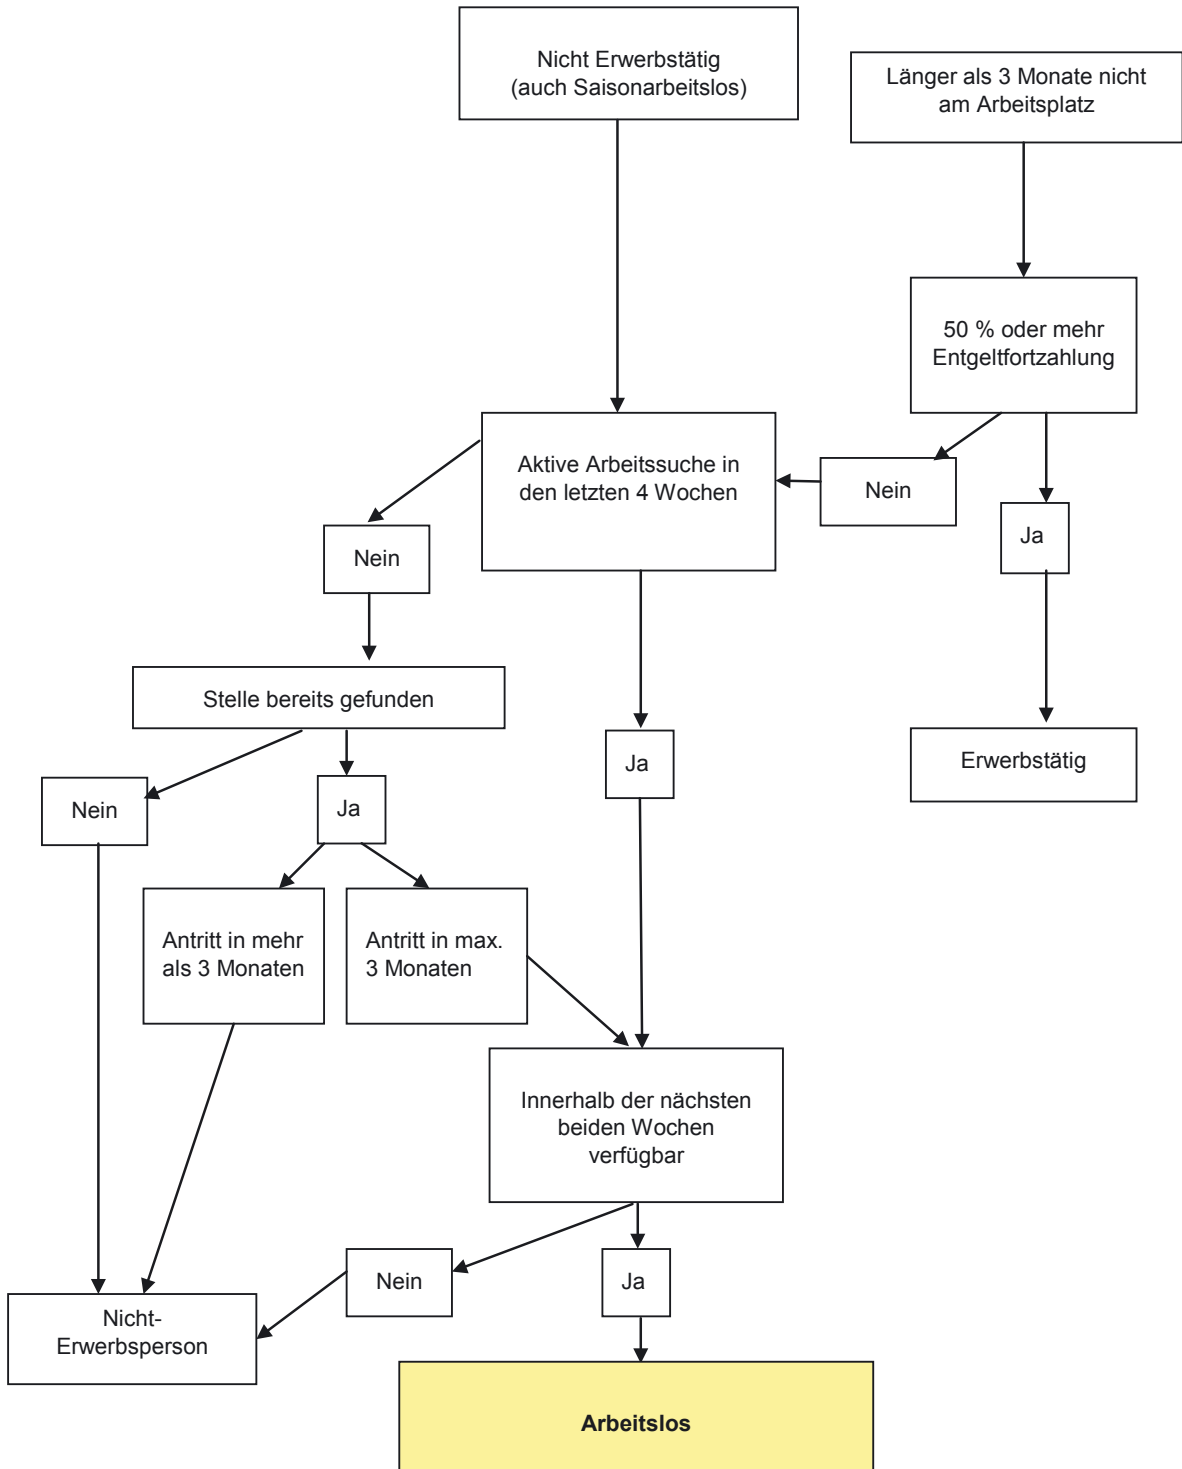 Nicht Erwerbstätig
(auch Saisonarbeitslos)
Länger als 3 Monate nicht
am Arbeitsplatz
50 % oder mehr
Entgeltfortzahlung
Aktive Arbeitssuche in
den letzten 4 Wochen
Nein
Ja
Nein
Stelle bereits gefunden
Ja
Erwerbstätig
Nein
Ja
Antritt in mehr
als 3 Monaten
Antritt in max.
3 Monaten
Innerhalb der nächsten
beiden Wochen
verfügbar
Nein
Ja
Nicht-
Erwerbsperson
Arbeitslos